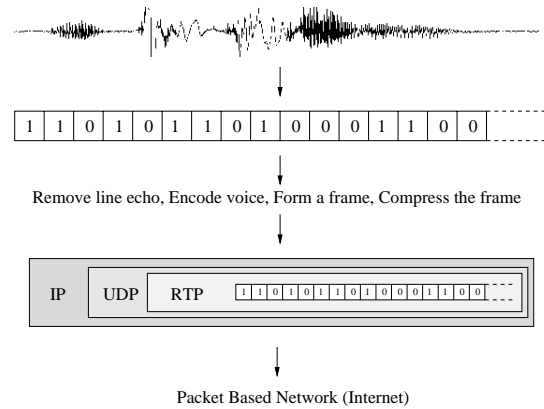 1 1 0 1 0 1 1 0 1 0 0 0 1 1 0 0
Remove line echo, Encode voice, Form a frame, Compress the frame
IP UDP RTP 1 1 0 1 0 1 1 0 1 0 0 0 1 1 0 0
Packet Based Network (Internet)